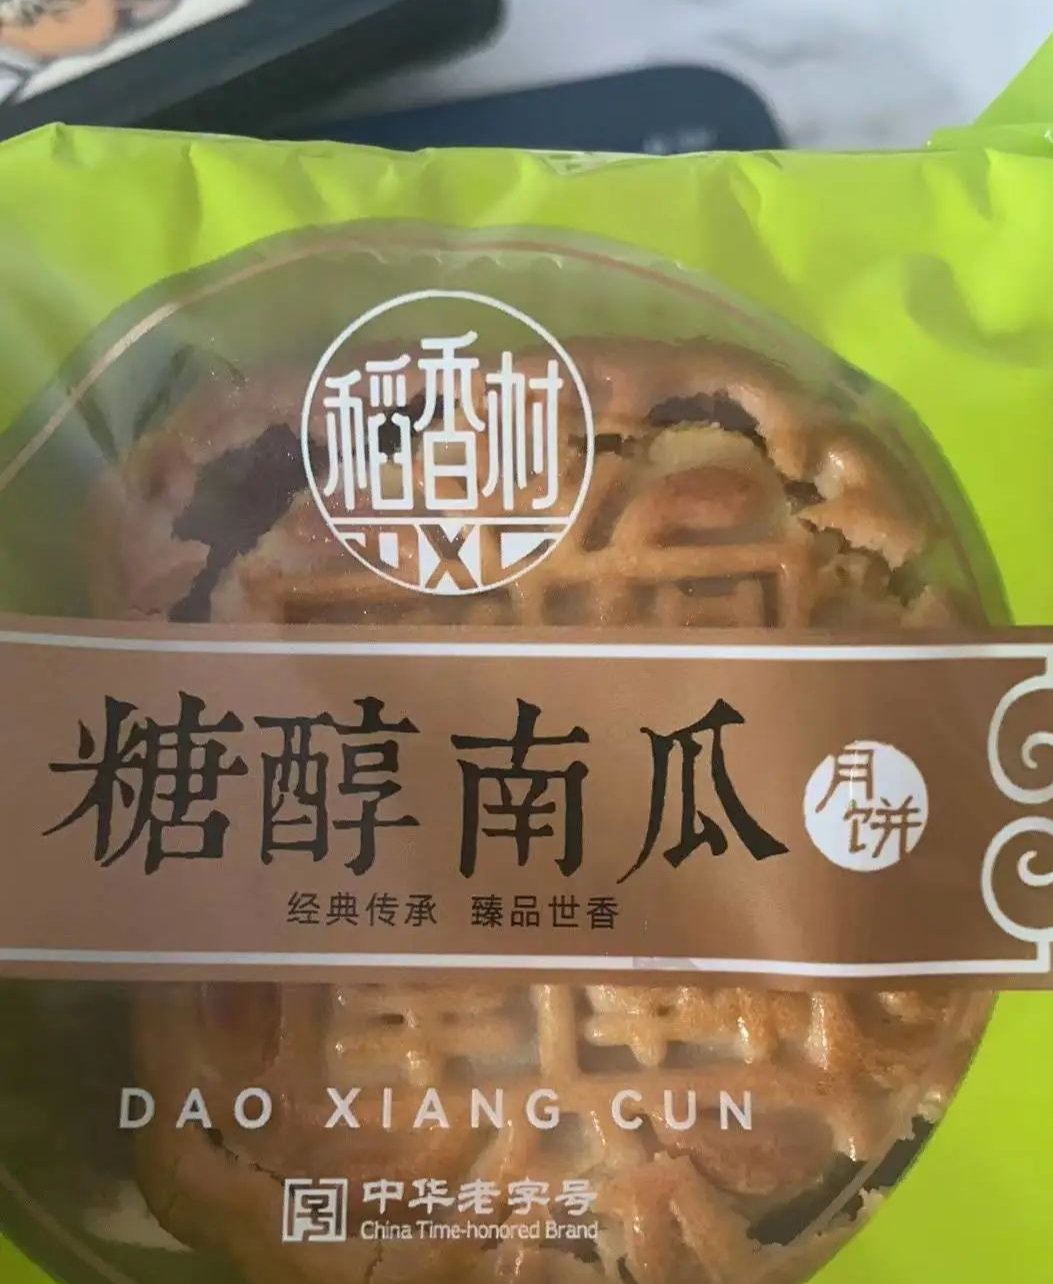 稻香村
DXC
糖醇南瓜
月饼
经典传承 臻品世香
DAO XIANG CUN
中华老字号
China Time-honored Brand